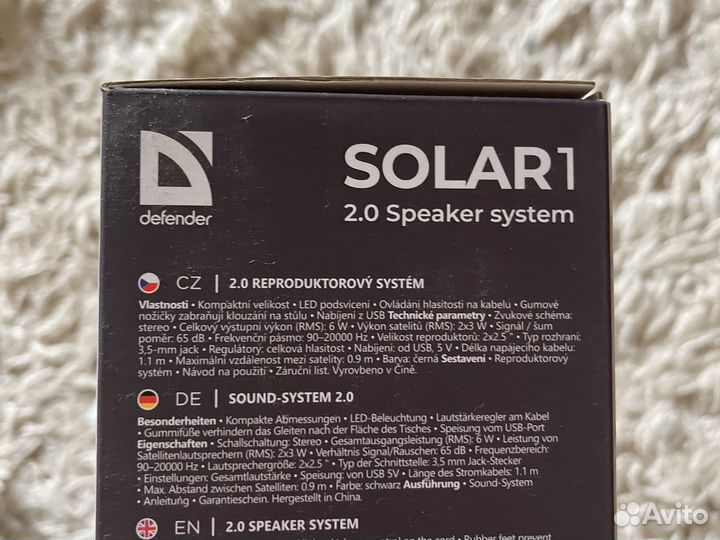 SOLAR1
defender
2.0 Speaker system
CZ | 2.0 REPRODUKTOROVÝ SYSTÉM
Vlastnosti • Kompaktní velikost • LED podsvícení • Ovládání hlasitosti na kabelu • Gumové
nožičky zabraňují klouzání na stůlu • Nabíjení z USB Technické parametry • Zvukové schéma:
stereo • Celkový výstupní výkon (RMS): 6 W • Výkon satelitů (RMS): 2x3 W • Signál / šum
poměr: 65 dB • Frekvenční pásmo: 90–20000 Hz • Velikost reproduktorů: 2x2.5 " • Typ rozhraní:
3,5-mm jack • Regulátory: celková hlasitost • Nabíjení: od USB, 5 V • Délka napájecího kabelu:
1.1 m • Maximální vzdálenost mezi satelity: 0.9 m • Barva: černá Sestavení • Reproduktorový
systém • Návod na použití • Záruční list. Vyrobeno v Číně.
DE | SOUND-SYSTEM 2.0
Besonderheiten • Kompakte Abmessungen • LED-Beleuchtung • Lautstärkeregler am Kabel
• Gummifüße verhindern das Gleiten nach der Fläche des Tisches • Speisung vom USB-Port
Eigenschaften • Schallschaltung: Stereo • Gesamtausgangsleistung (RMS): 6 W • Leistung von
Satellitenlautsprechern (RMS): 2x3 W • Verhältnis Signal/Rauschen: 65 dB • Frequenzbereich:
90–20000 Hz • Lautsprechergröße: 2x2.5 " • Typ der Schnittstelle: 3,5 mm Jack-Stecker
• Einstellungen: Gesamtlautstärke • Speisung: von USB 5V • Länge des Stromkabels: 1.1 m
• Max. Abstand zwischen Satelliten: 0.9 m • Farbe: schwarz Ausführung • Sound-System
• Anleitung • Garantieschein. Hergestellt in China.
EN | 2.0 SPEAKER SYSTEM
control on the cord • Rubber feet prevent
Avito